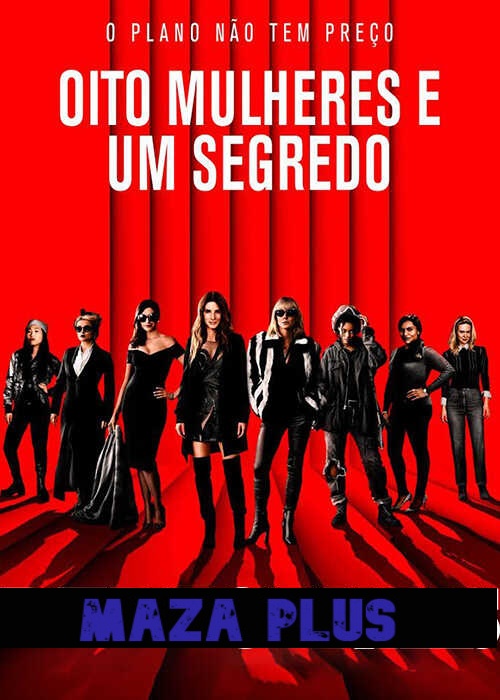 O PLANO NÃO TEM PREÇO
OITO MULHERES E
UM SEGREDO
MAZA PLUS